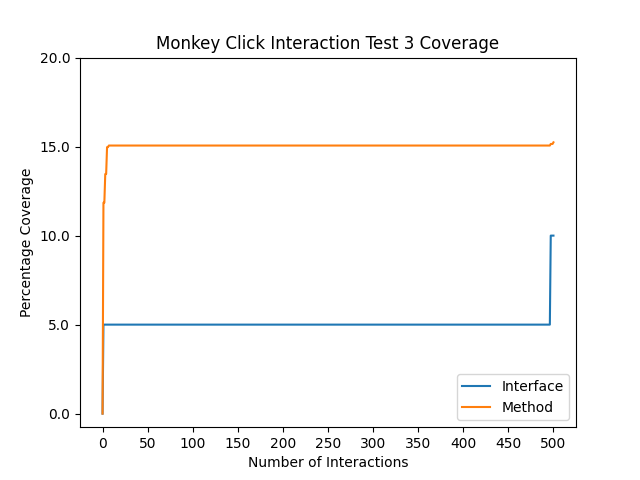 Monkey Click Interaction Test 3 Coverage
20.0
15.0
10.0
5.0
0.0
Percentage Coverage
Interface
Method
0 50 100 150 200 250 300 350 400 450 500
Number of Interactions